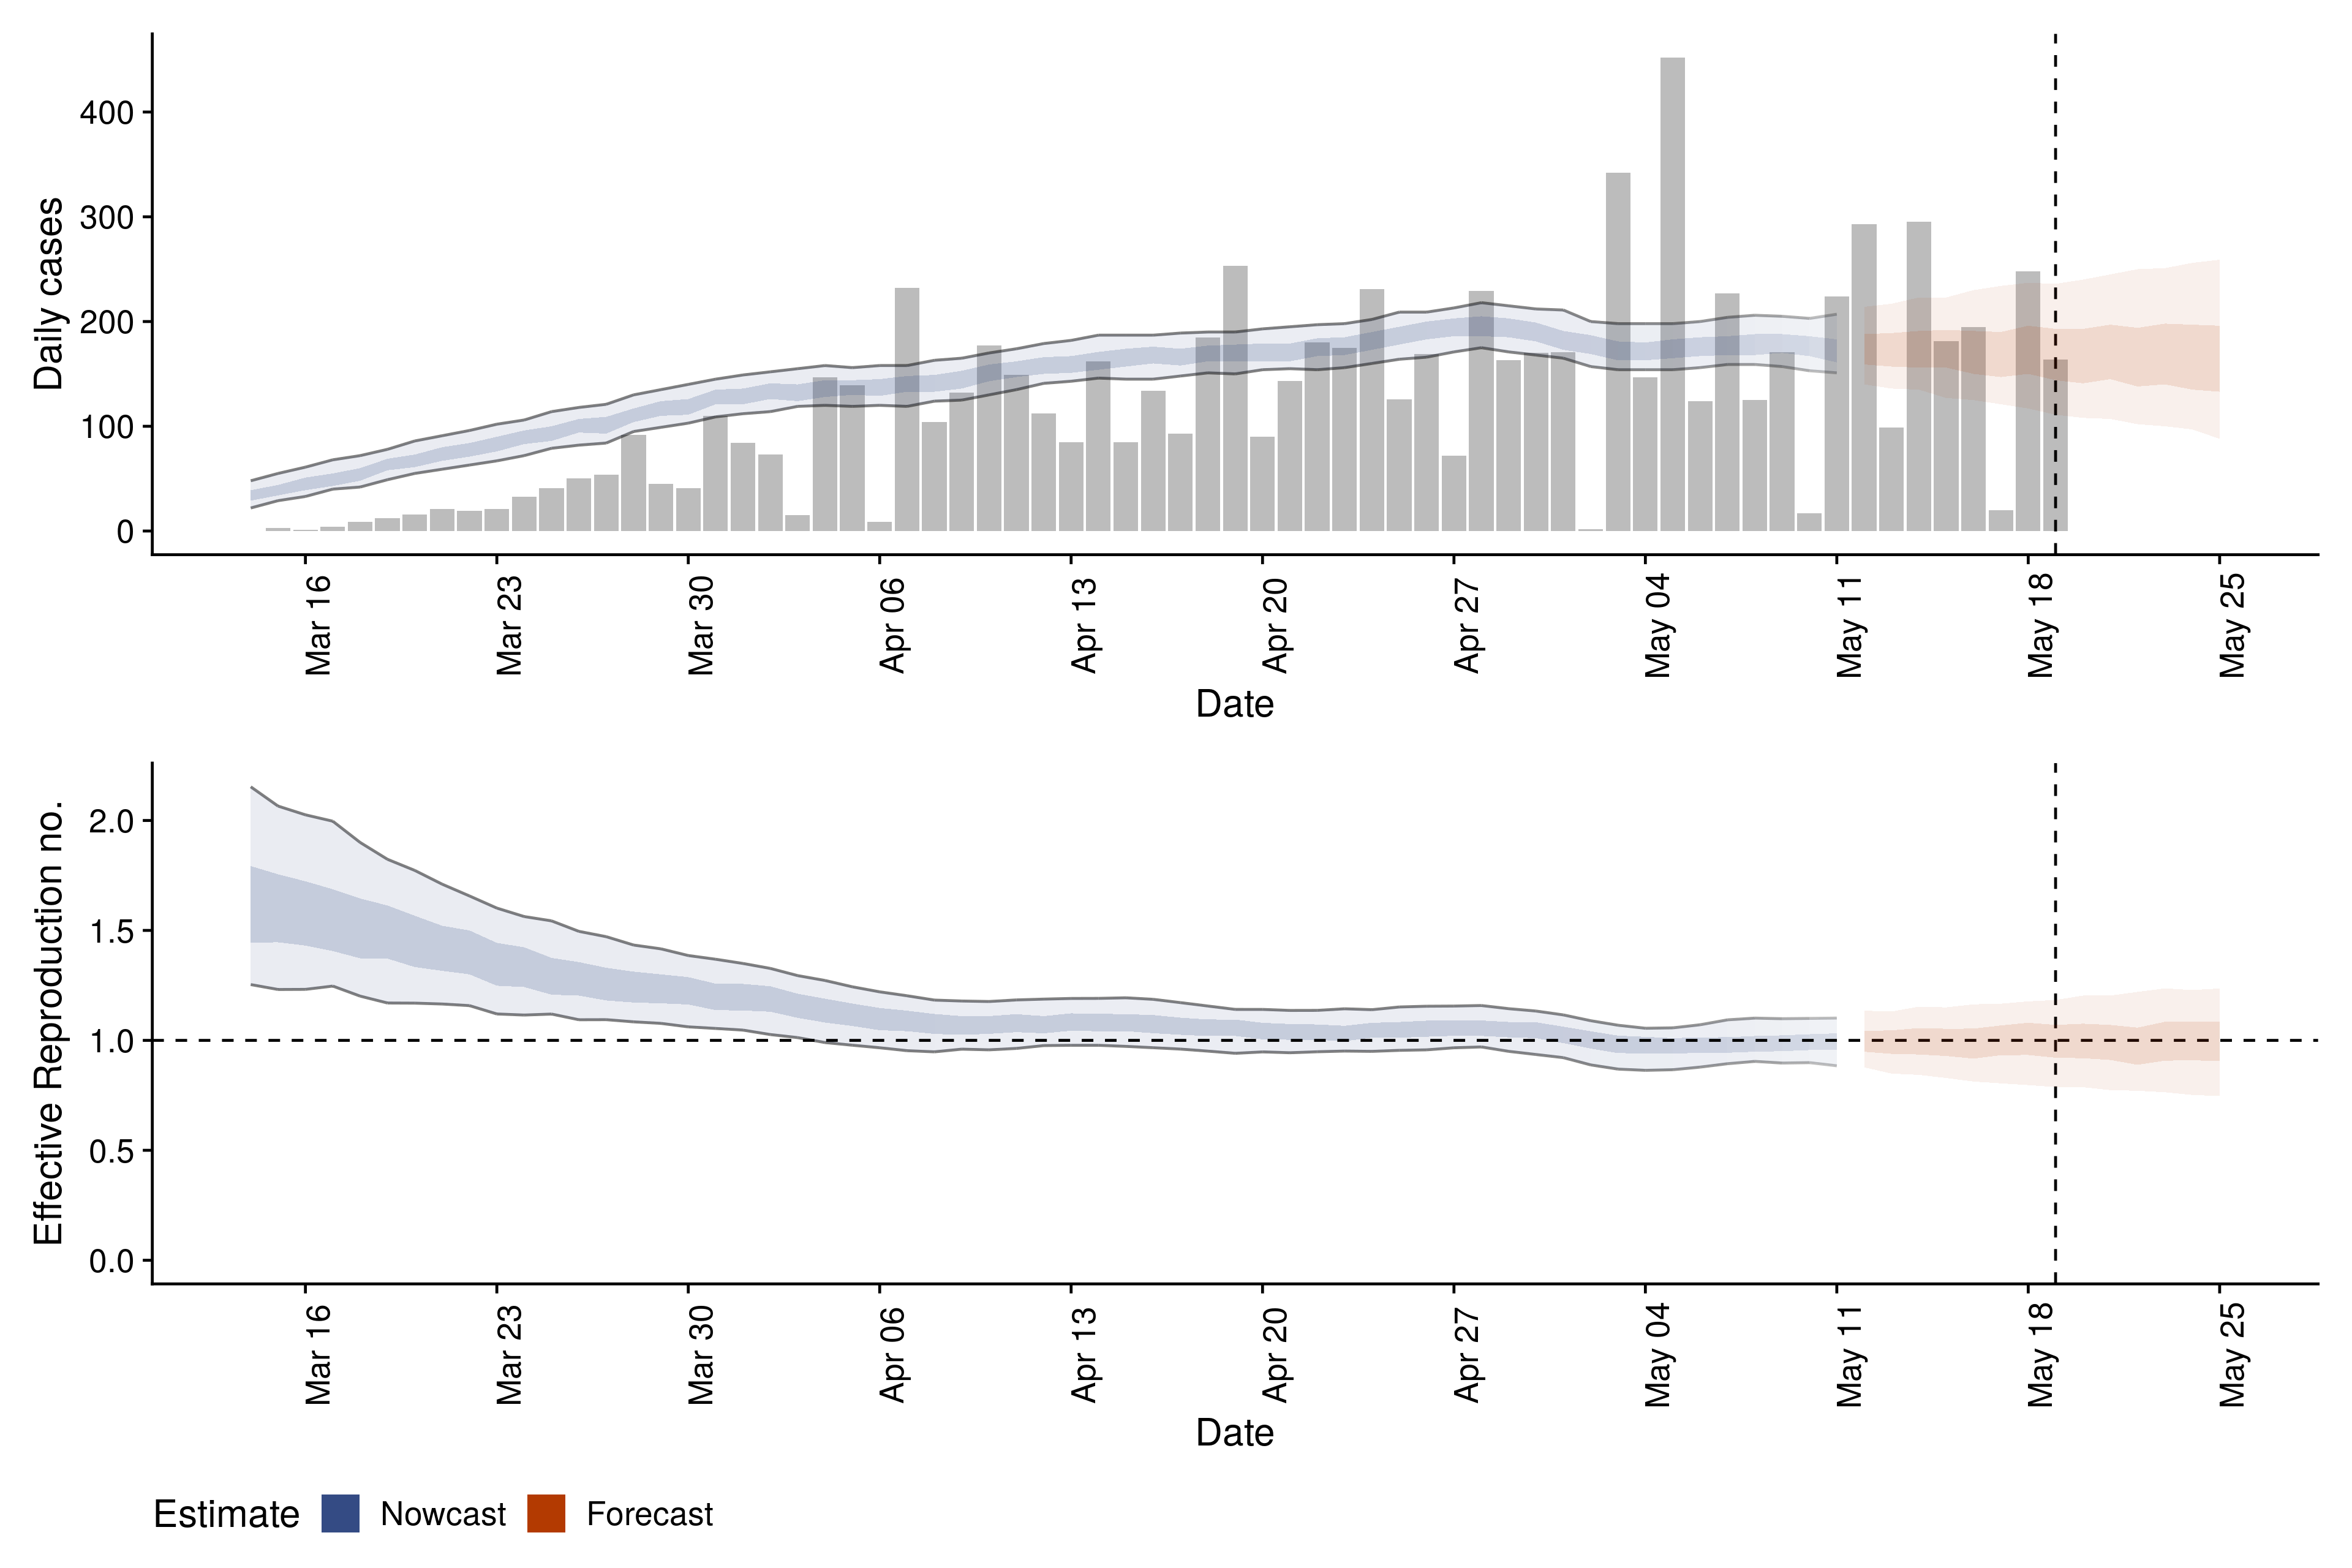 Daily cases
400
300
200
100
0
Mar 16
Mar 23
Mar 30
Apr 06
Apr 13
Apr 20
Apr 27
May 04
May 11
May 18
May 25
Date
Effective Reproduction no.
2.0
1.5
1.0
0.5
0.0
Mar 16
Mar 23
Mar 30
Apr 06
Apr 13
Apr 20
Apr 27
May 04
May 11
May 18
May 25
Date
Estimate Nowcast Forecast